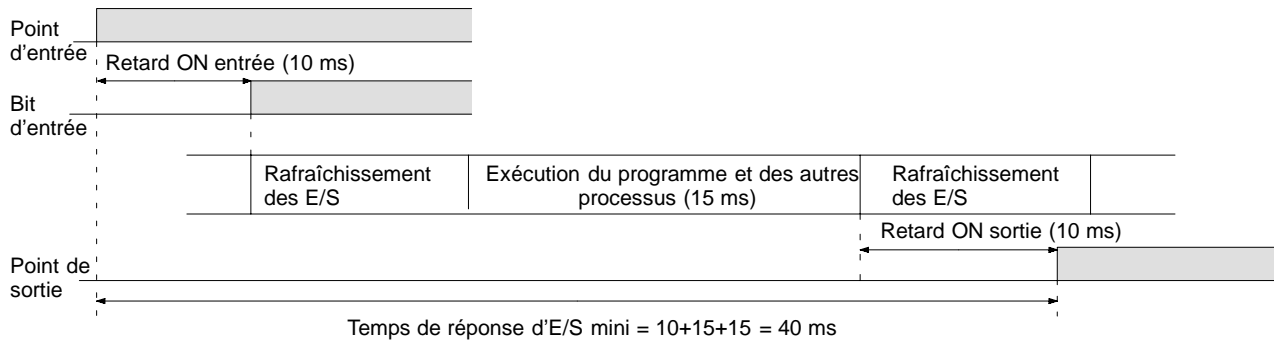 Point
d'entrée
Retard ON entrée (10 ms)
Bit
d'entrée
Rafraîchissement
des E/S
Exécution du programme et des autres
processus (15 ms)
Rafraîchissement
des E/S
Retard ON sortie (10 ms)
Point de
sortie
Temps de réponse d'E/S mini = 10+15+15 = 40 ms